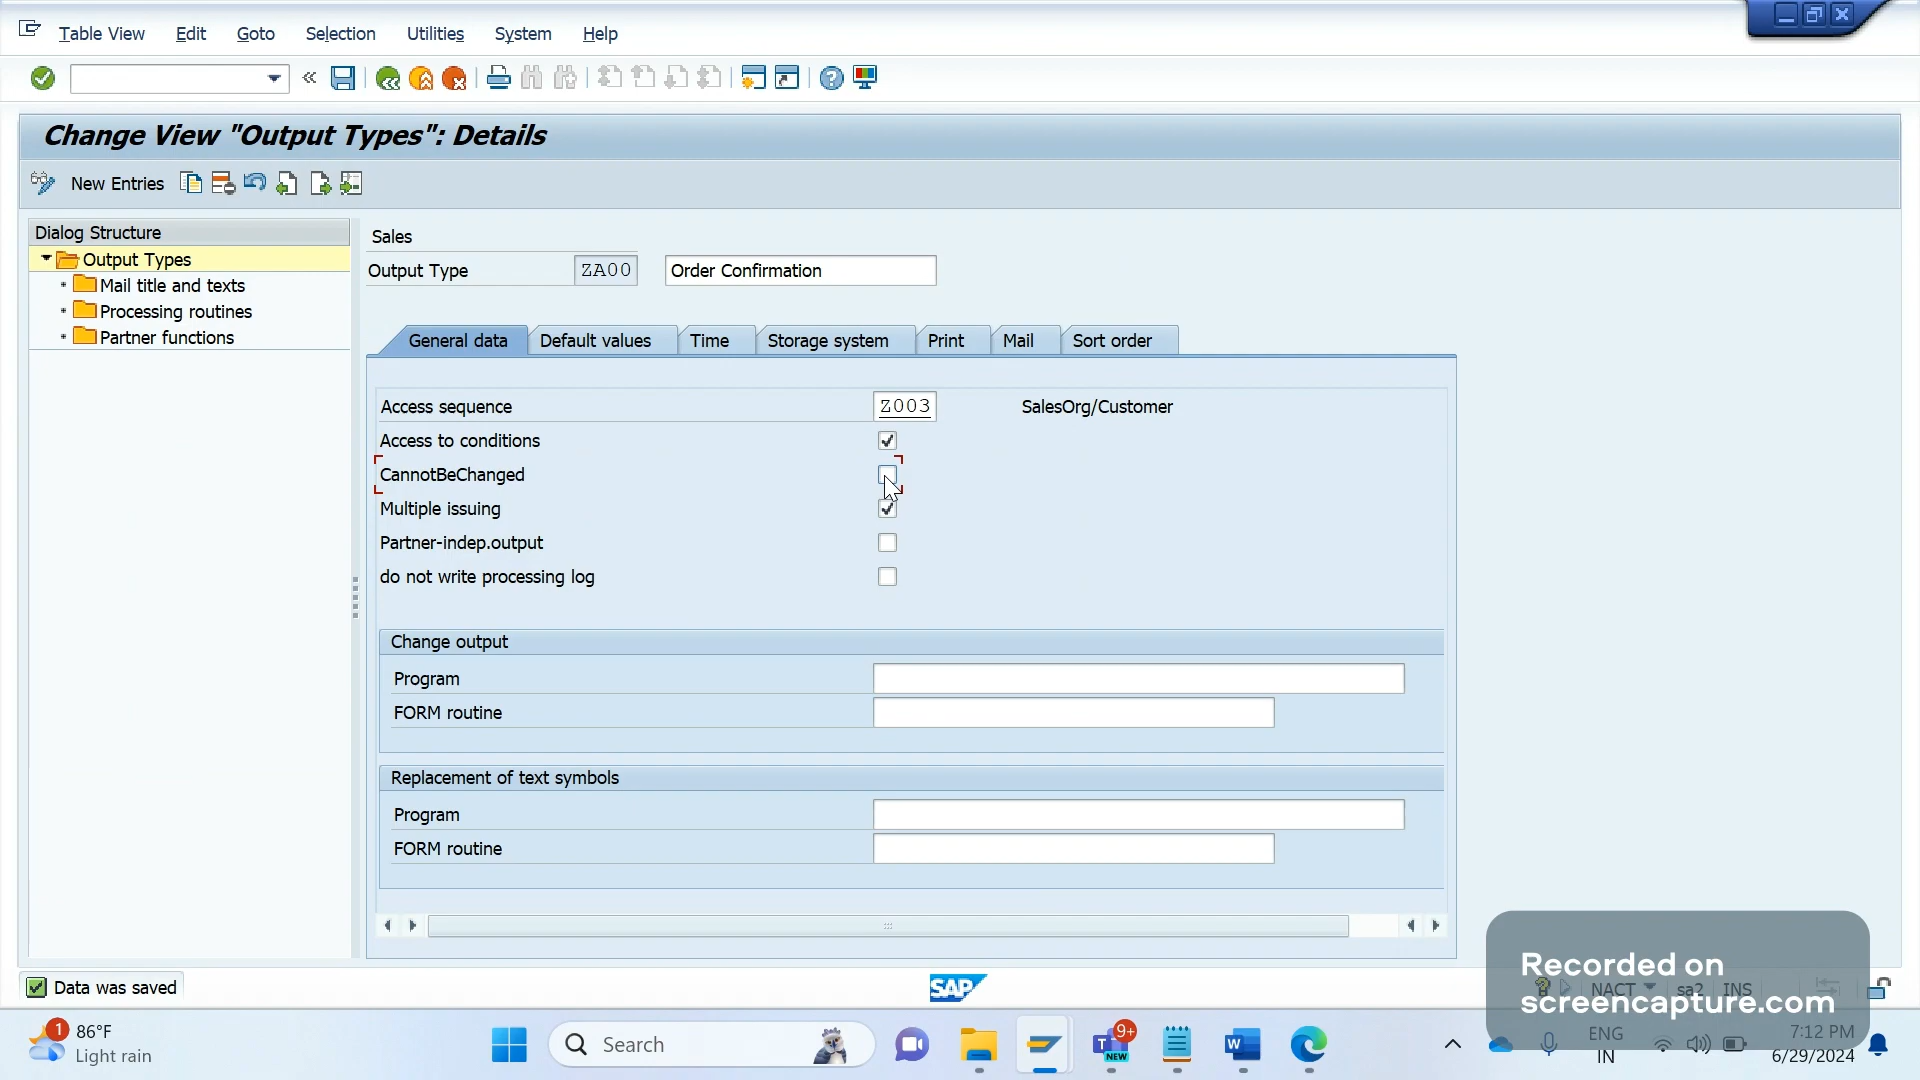 Table View Edit Goto Selection Utilities System Help
Change View "Output Types": Details
New Entries
Dialog Structure
Output Types
Mail title and texts
Processing routines
Partner functions
Sales
Output Type ZA00 Order Confirmation
General data Default values Time Storage system Print Mail Sort order
Access sequence Z003 SalesOrg/Customer
Access to conditions
CannotBeChanged
Multiple issuing
Partner-indep.output
do not write processing log
Change output
Program
FORM routine
Replacement of text symbols
Program
FORM routine
Data was saved
SAP
NACT sa2 INS
Recorded on
screencapture.com
1
86°F
Light rain
Search
9+
T
NEW
W
ENG
IN
7:12 PM
6/29/2024